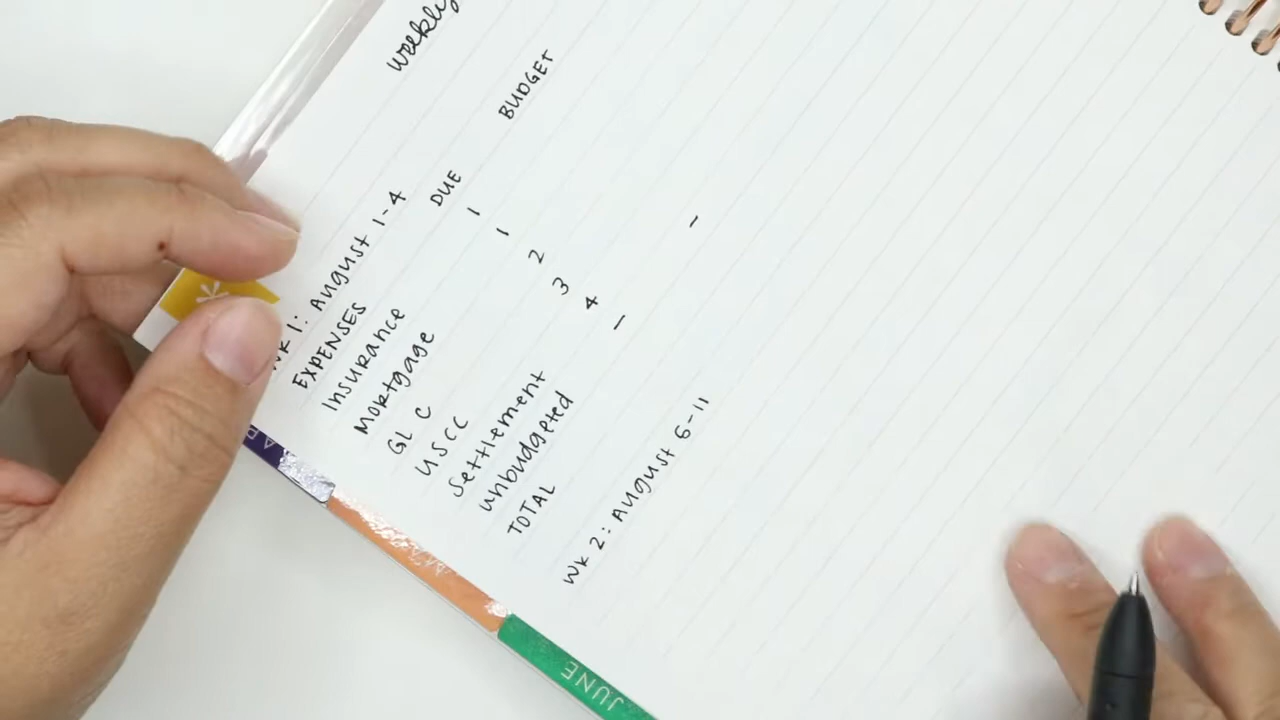 Weekly
Wk 1: August 1-4
EXPENSES DUE BUDGET
Insurance 1
Mortgage 1
GL C 2
USCC 3
Settlement 4
unbudgeted –
TOTAL –
Wk 2: August 5-11
JUNE